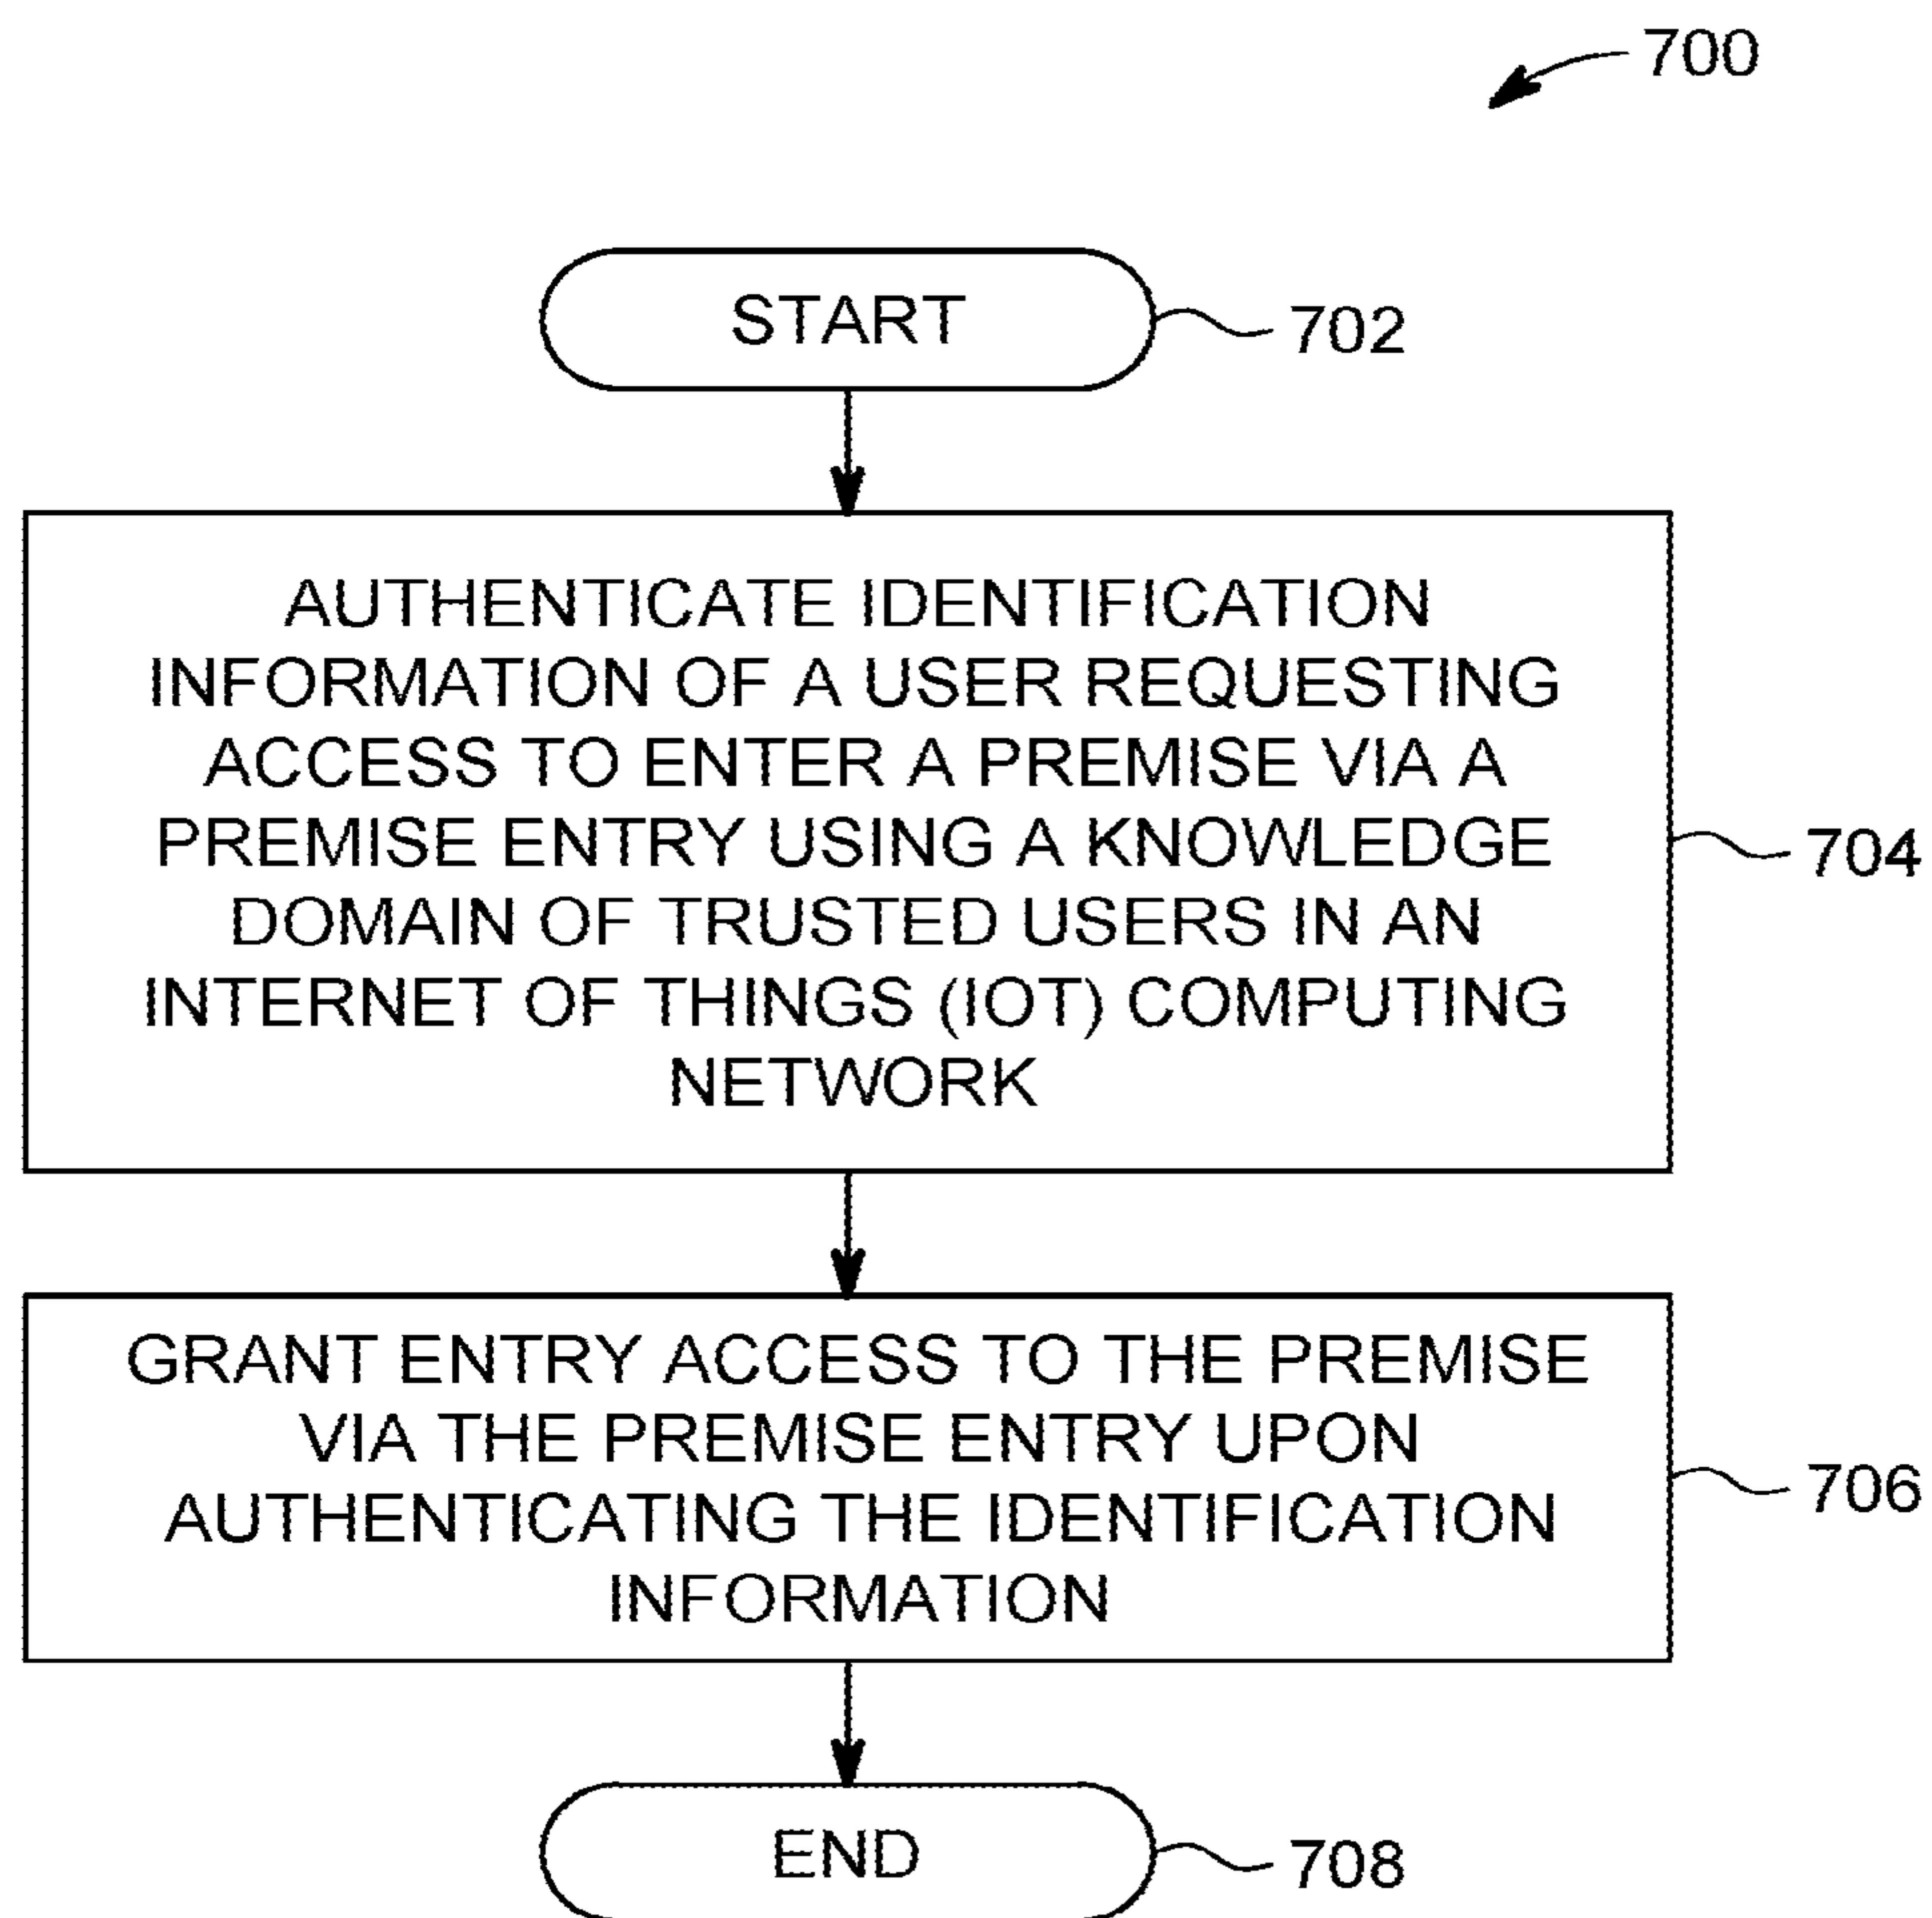 700
START
702
AUTHENTICATE IDENTIFICATION
INFORMATION OF A USER REQUESTING
ACCESS TO ENTER A PREMISE VIA A
PREMISE ENTRY USING A KNOWLEDGE
DOMAIN OF TRUSTED USERS IN AN
INTERNET OF THINGS (IOT) COMPUTING
NETWORK
704
GRANT ENTRY ACCESS TO THE PREMISE
VIA THE PREMISE ENTRY UPON
AUTHENTICATING THE IDENTIFICATION
INFORMATION
706
END
708